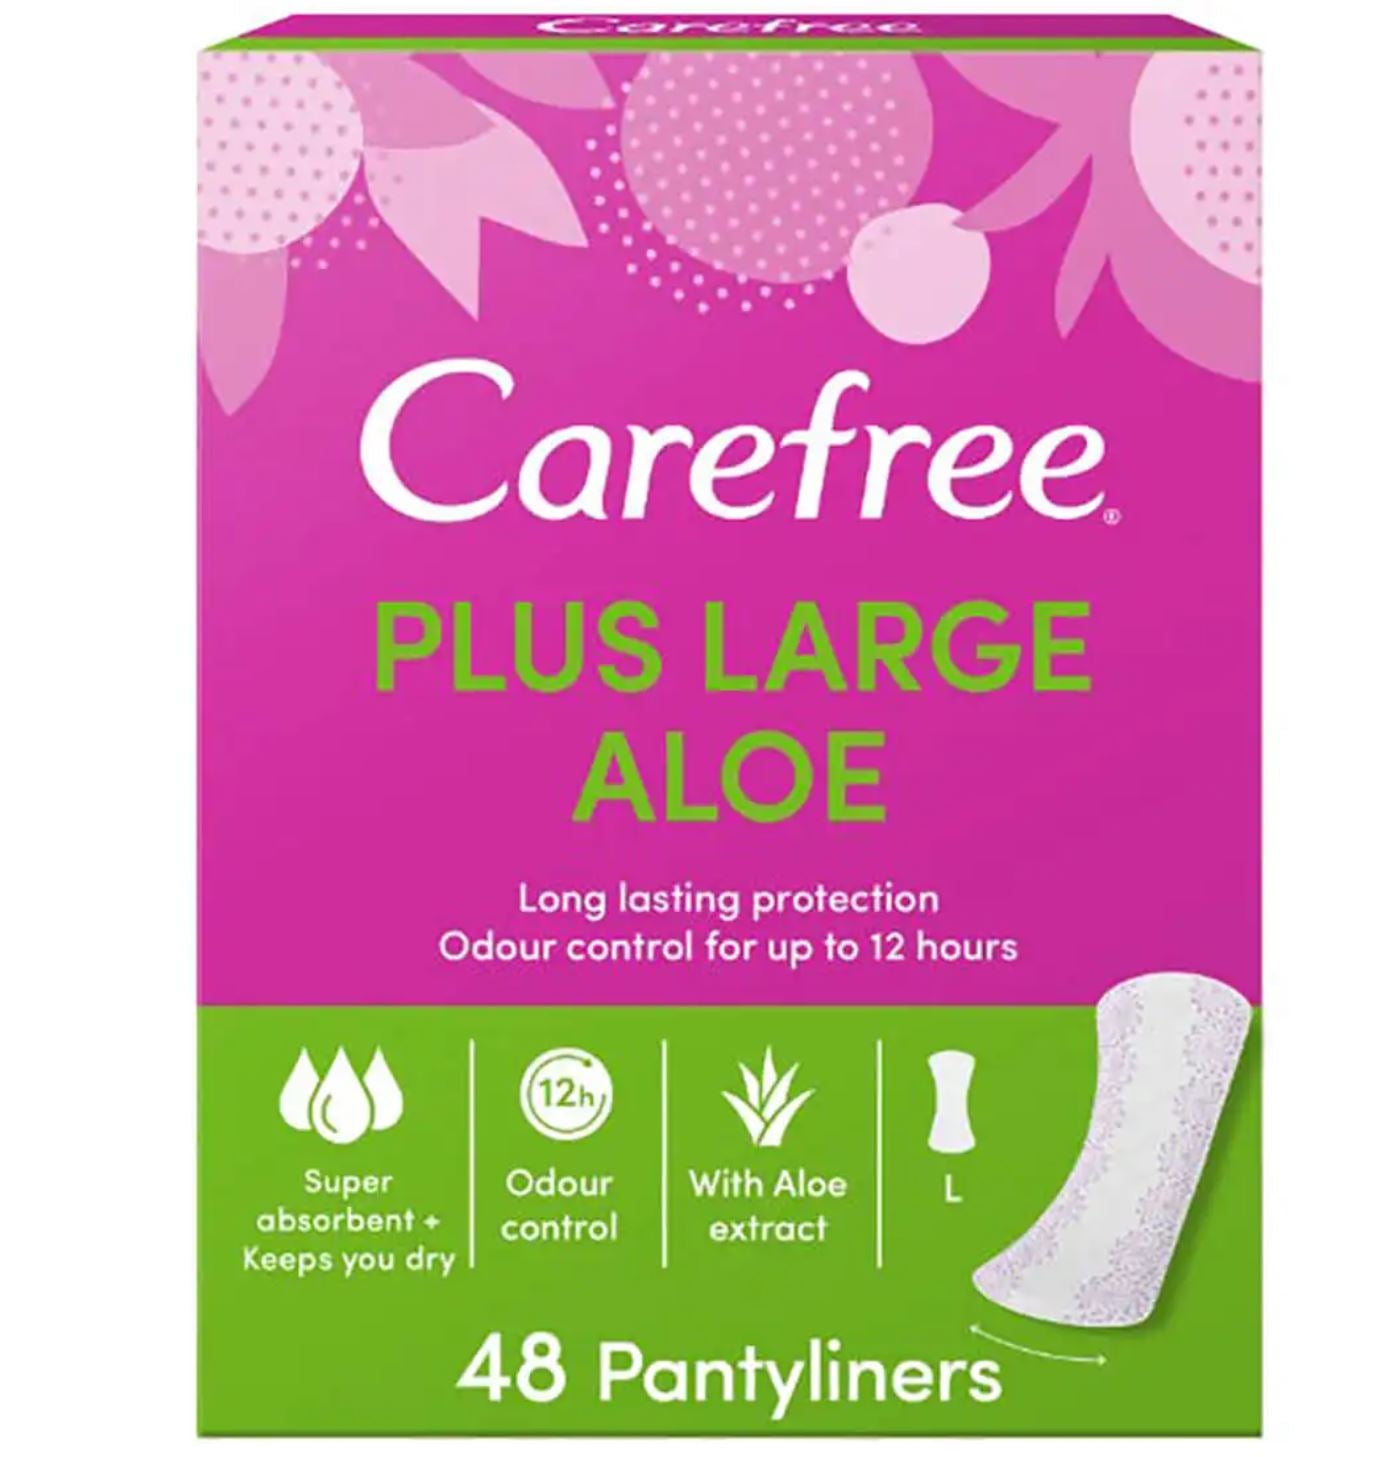 Carefree
Carefree®
PLUS LARGE
ALOE
Long lasting protection
Odour control for up to 12 hours
12h
Super
absorbent +
Keeps you dry
Odour
control
With Aloe
extract
L
48 Pantyliners